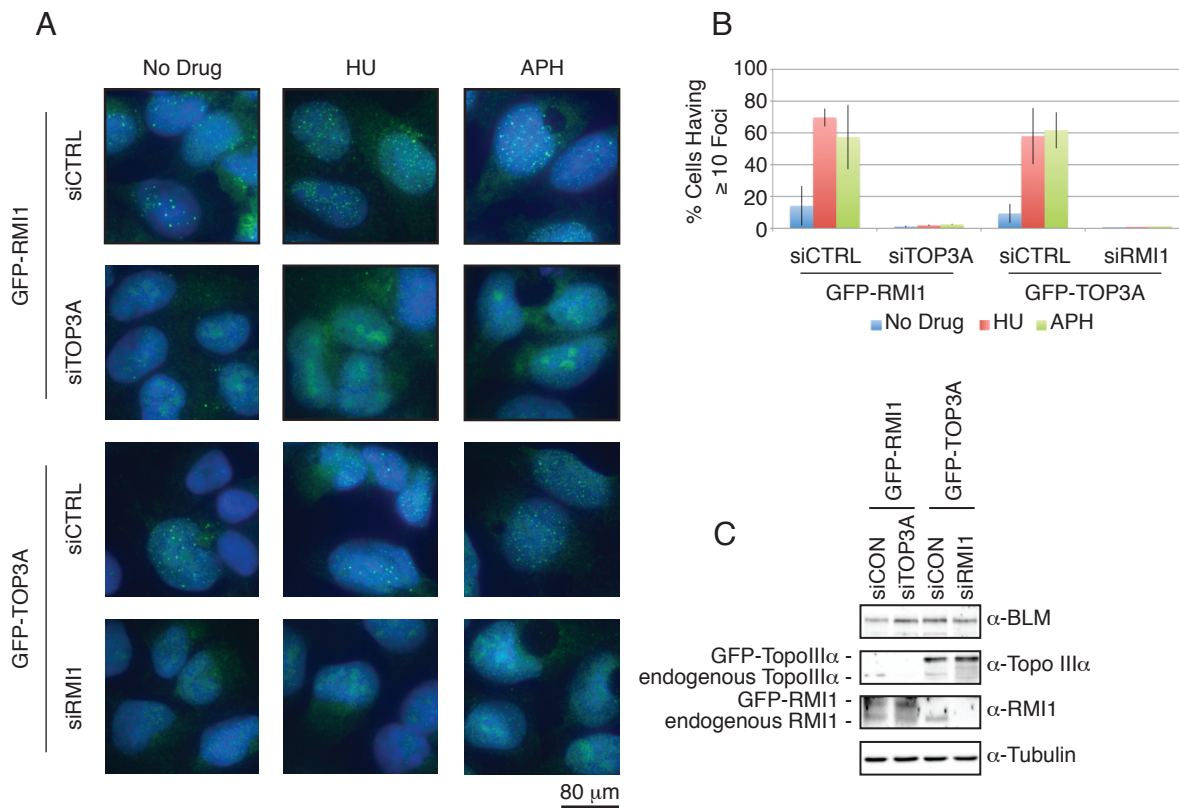 A
No Drug
HU
APH
GFP-RMI1
siCTRL
siTOP3A
GFP-TOP3A
siCTRL
siRMI1
80 μm
B
% Cells Having
≥ 10 Foci
100
80
60
40
20
0
siCTRL
siTOP3A
siCTRL
siRMI1
GFP-RMI1
GFP-TOP3A
No Drug
HU
APH
C
GFP-RMI1
GFP-TOP3A
siCON
siTOP3A
siCON
siRMI1
α-BLM
GFP-TopoIIIα -
endogenous TopoIIIα -
α-Topo IIIα
GFP-RMI1 -
endogenous RMI1 -
α-RMI1
α-Tubulin